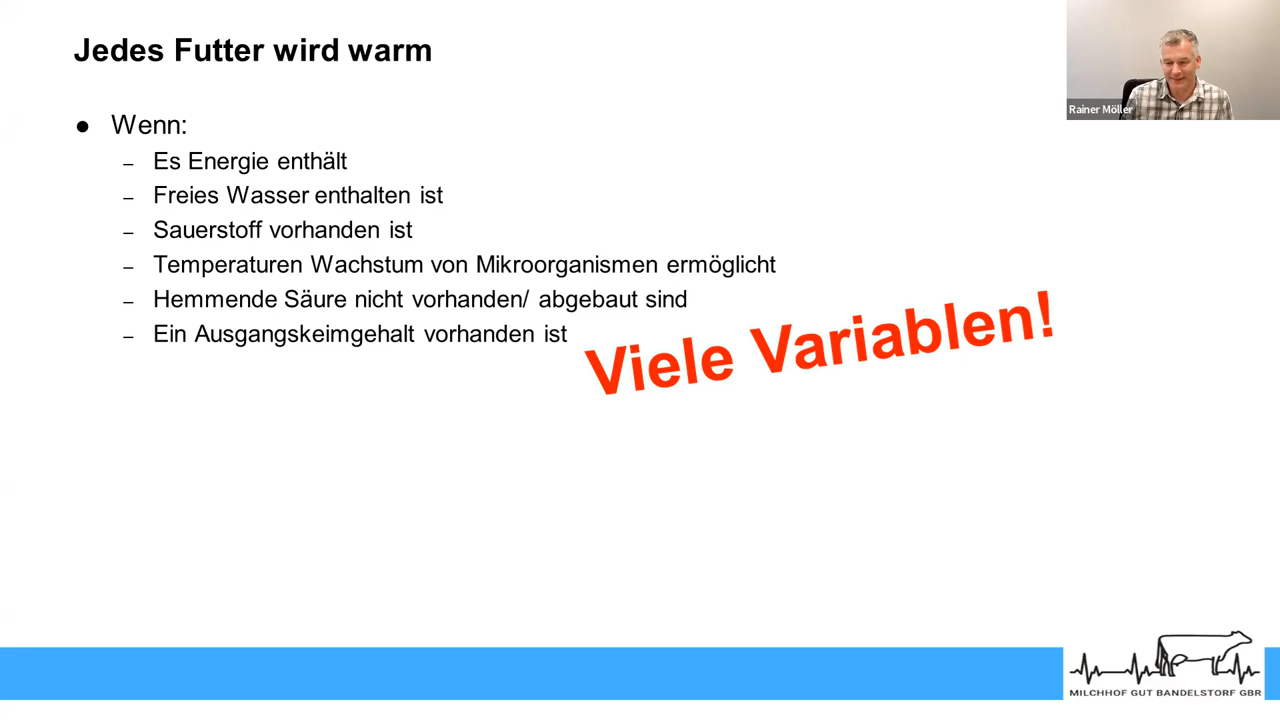 Jedes Futter wird warm
Rainer Möller
● Wenn:
– Es Energie enthält
– Freies Wasser enthalten ist
– Sauerstoff vorhanden ist
– Temperaturen Wachstum von Mikroorganismen ermöglicht
– Hemmende Säure nicht vorhanden/ abgebaut sind
– Ein Ausgangskeimgehalt vorhanden ist
Viele Variablen!
MILCHHOF GUT BANDELSTORF GBR